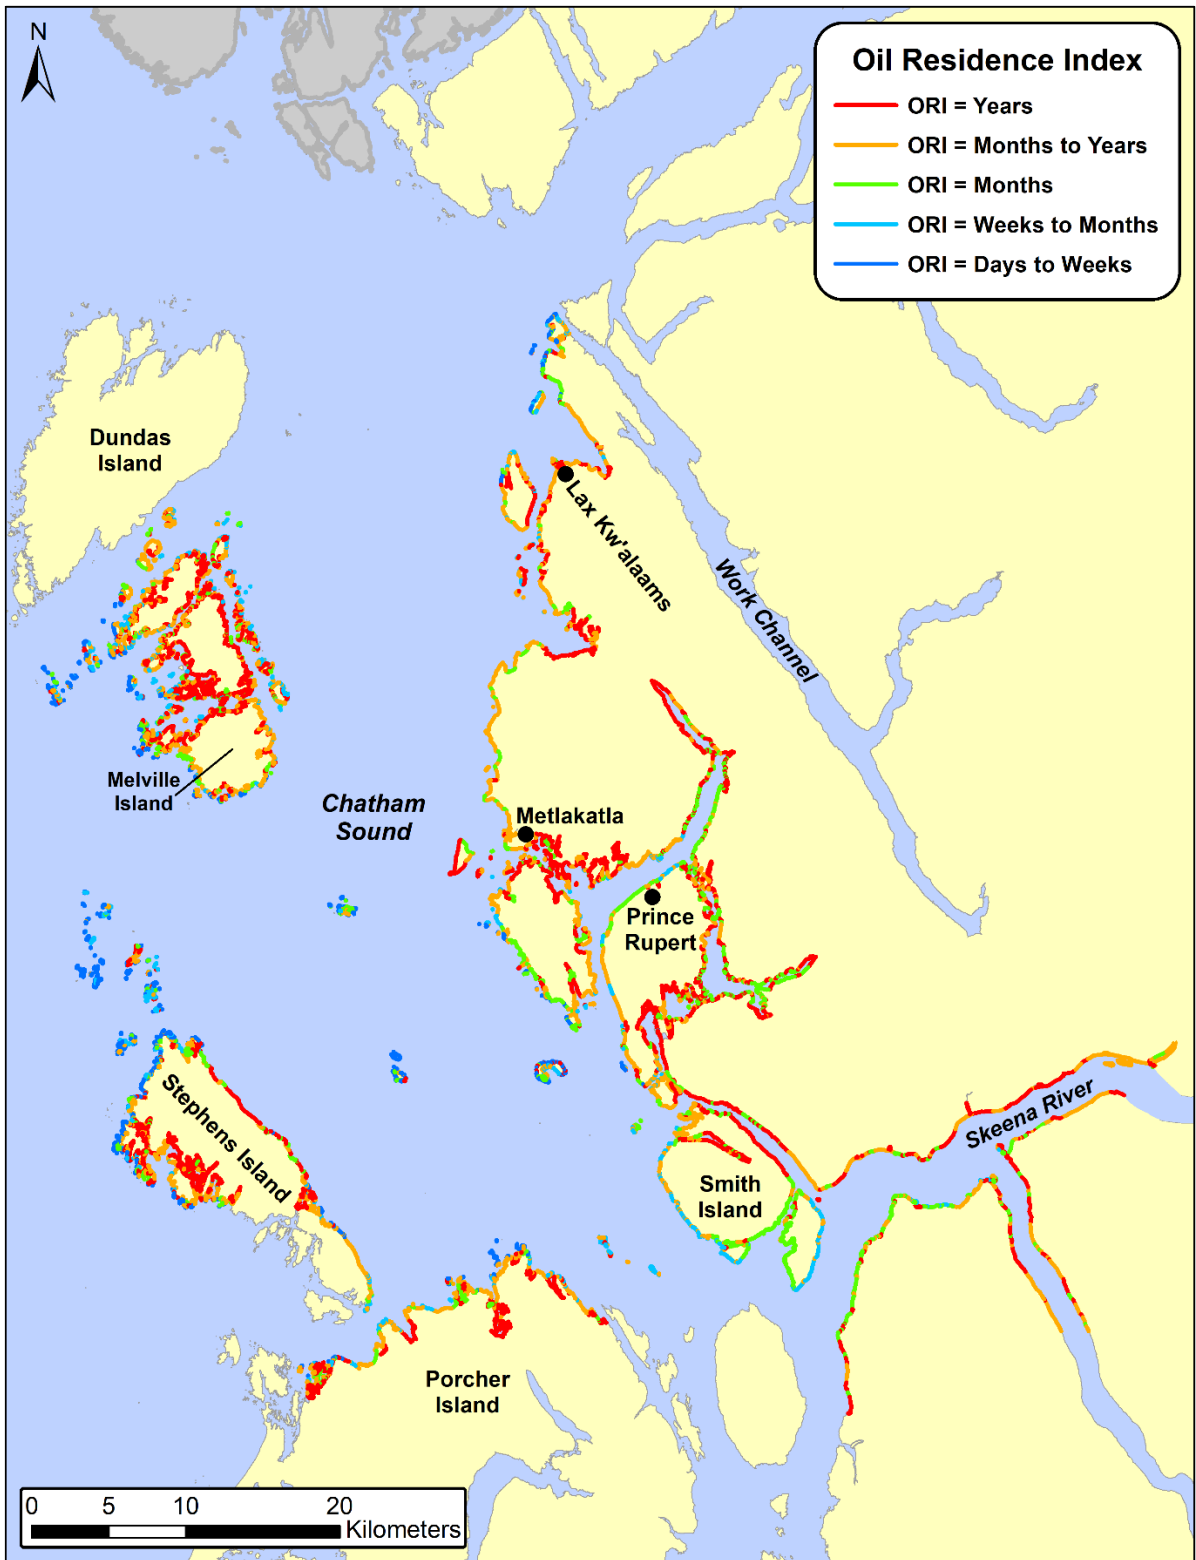 N
Oil Residence Index
ORI = Years
ORI = Months to Years
ORI = Months
ORI = Weeks to Months
ORI = Days to Weeks
Dundas
Island
Lax Kw'alaams
Work Channel
Melville
Island
Chatham
Sound
Metlakatla
Prince
Rupert
Stephens Island
Skeena River
Smith
Island
Porcher
Island
0 5 10 20
Kilometers